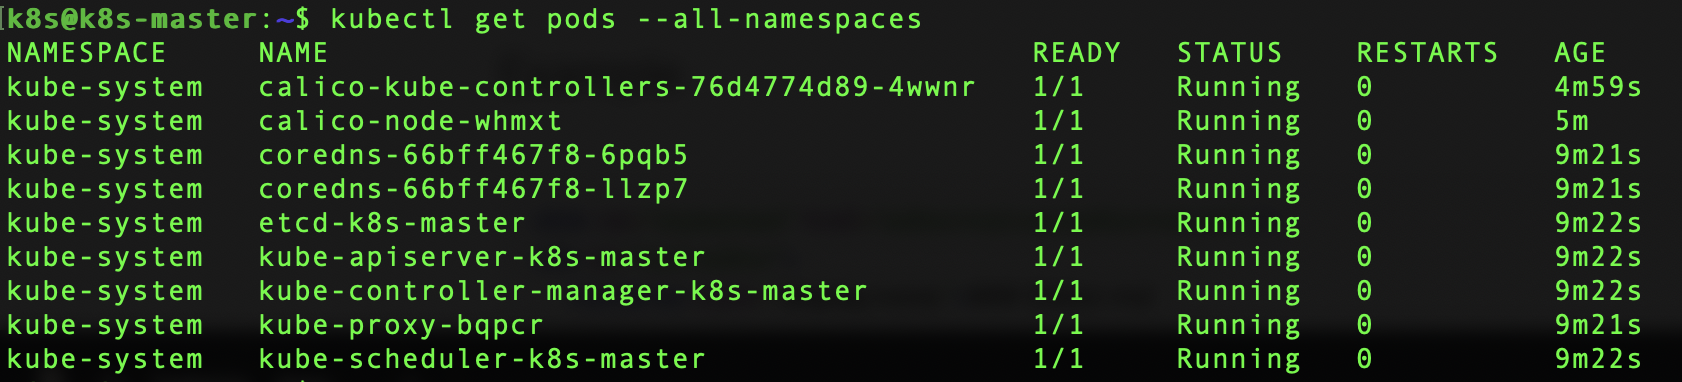 [k8s@k8s-master:~$ kubectl get pods --all-namespaces
NAMESPACE     NAME                                       READY   STATUS    RESTARTS   AGE
kube-system   calico-kube-controllers-76d4774d89-4wwnr   1/1     Running   0          4m59s
kube-system   calico-node-whmxt                          1/1     Running   0          5m
kube-system   coredns-66bff467f8-6pqb5                   1/1     Running   0          9m21s
kube-system   coredns-66bff467f8-llzp7                   1/1     Running   0          9m21s
kube-system   etcd-k8s-master                            1/1     Running   0          9m22s
kube-system   kube-apiserver-k8s-master                  1/1     Running   0          9m22s
kube-system   kube-controller-manager-k8s-master         1/1     Running   0          9m22s
kube-system   kube-proxy-bqpcr                           1/1     Running   0          9m21s
kube-system   kube-scheduler-k8s-master                  1/1     Running   0          9m22s